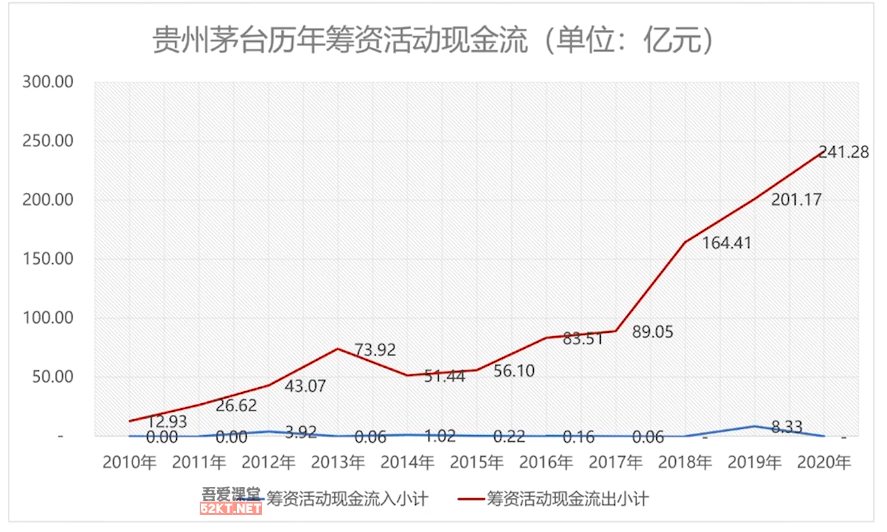 贵州茅台历年筹资活动现金流（单位：亿元）
300.00
250.00
200.00
150.00
100.00
50.00
-
12.93 26.62 43.07 73.92 51.44 56.10 83.51 89.05 164.41 201.17 241.28
0.00 0.00 3.92 0.06 1.02 0.22 0.16 0.06 - 8.33 -
2010年 2011年 2012年 2013年 2014年 2015年 2016年 2017年 2018年 2019年 2020年
筹资活动现金流入小计 筹资活动现金流出小计
吾爱课堂
52KT.NET